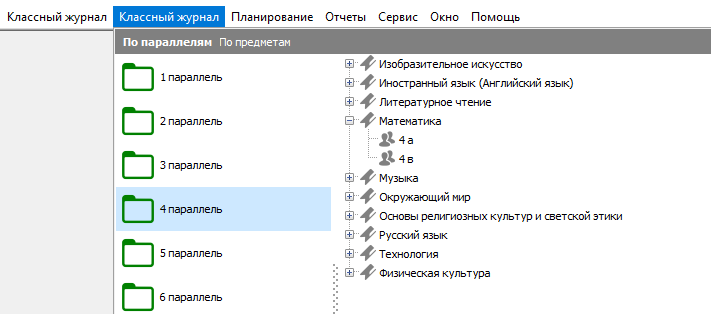 Классный журнал Классный журнал Планирование Отчеты Сервис Окно Помощь
По параллелям По предметам
1 параллель
2 параллель
3 параллель
4 параллель
5 параллель
6 параллель
Изобразительное искусство
Иностранный язык (Английский язык)
Литературное чтение
Математика
4 а
4 в
Музыка
Окружающий мир
Основы религиозных культур и светской этики
Русский язык
Технология
Физическая культура